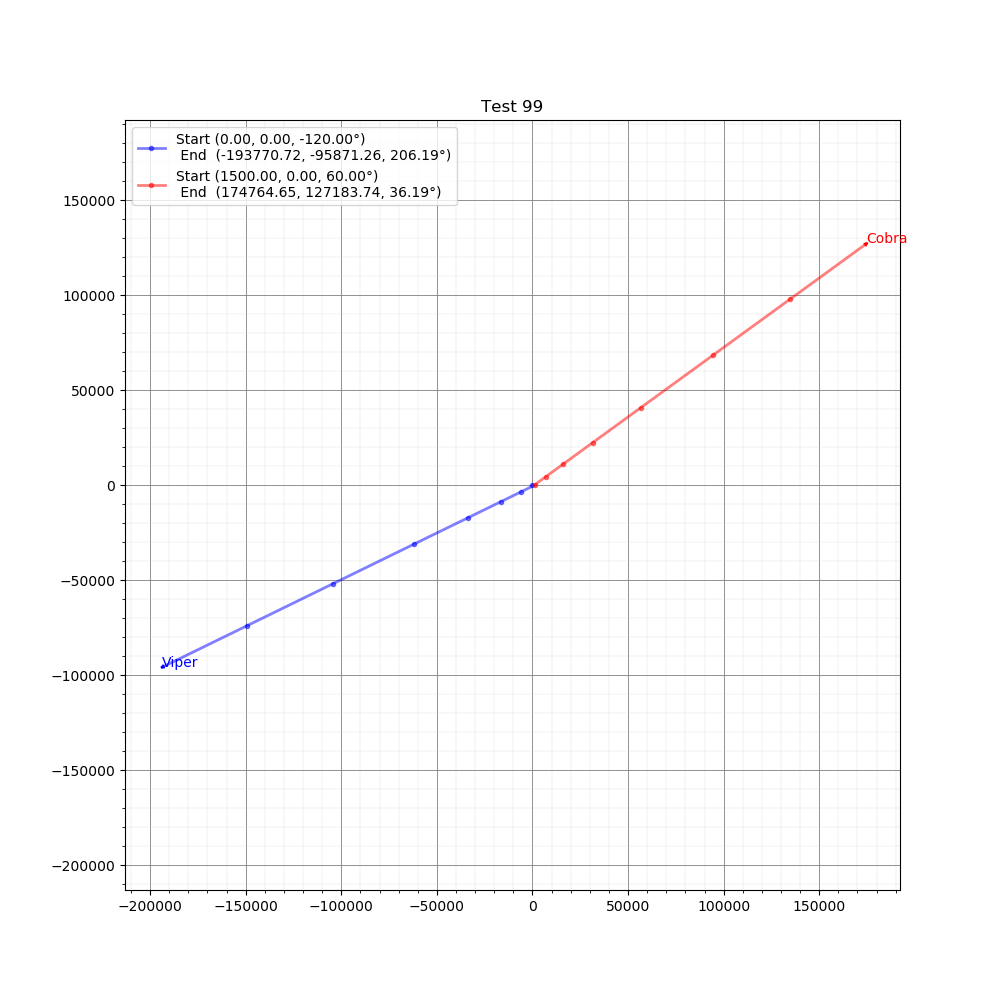 Test 99
Start (0.00, 0.00, -120.00°)
End (-193770.72, -95871.26, 206.19°)
Start (1500.00, 0.00, 60.00°)
End (174764.65, 127183.74, 36.19°)
150000
100000
50000
0
−50000
−100000
−150000
−200000
Cobra
Viper
−200000 −150000 −100000 −50000 0 50000 100000 150000